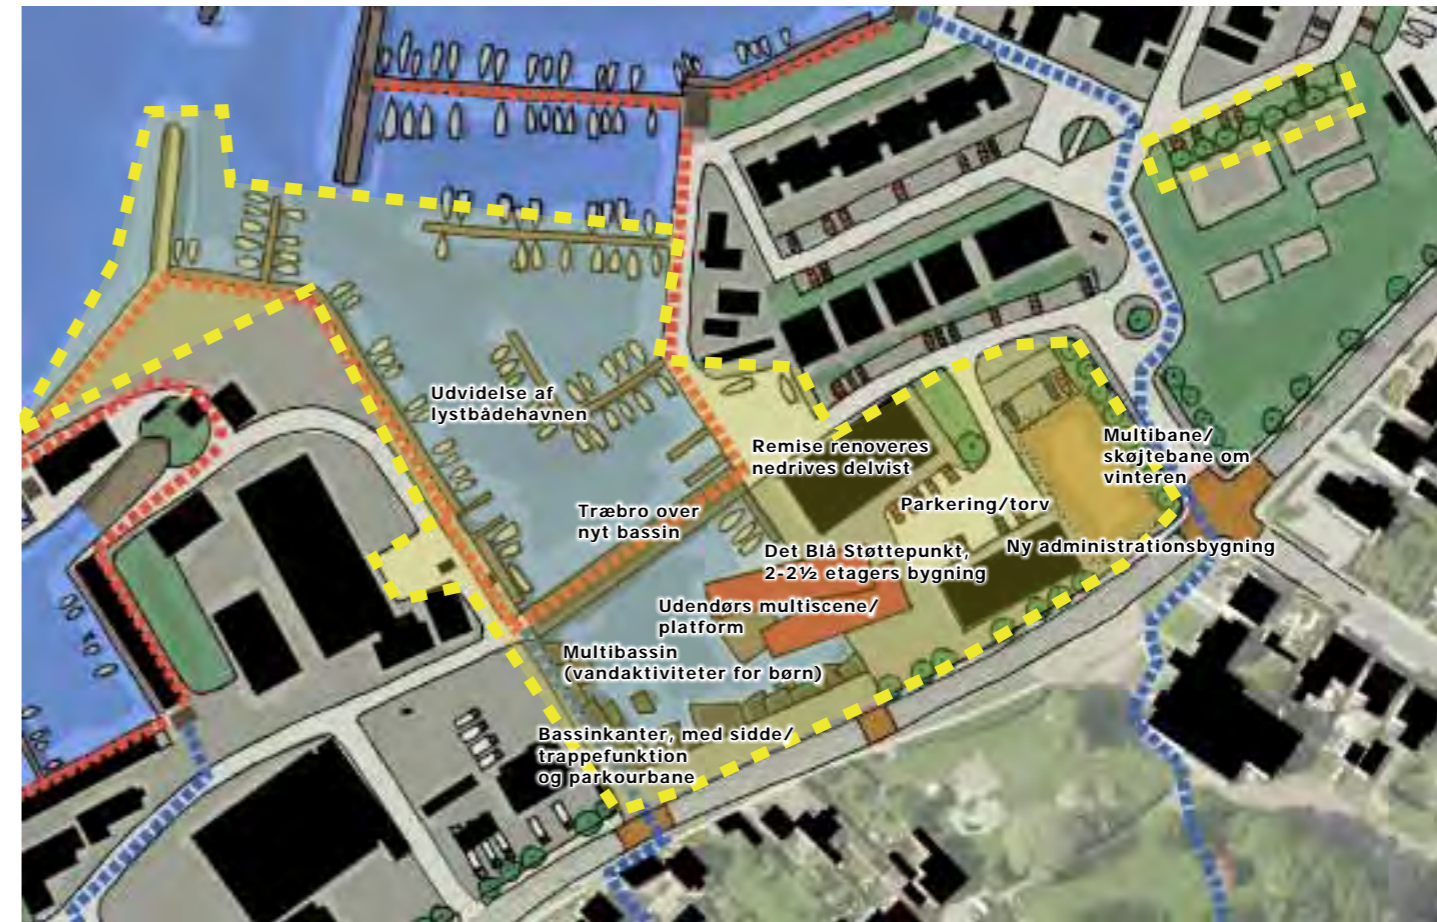 Udvidelse af
lystbådehavnen
Remise renoveres
nedrives delvist
Multibane/
skøjtebane om
vinteren
Parkering/torv
Træbro over
nyt bassin
Det Blå Støttepunkt,
2-2½ etagers bygning
Ny administrationsbygning
Udendørs multiscene/
platform
Multibassin
(vandaktiviteter for børn)
Bassinkanter, med sidde/
trappefunktion
og parkourbane